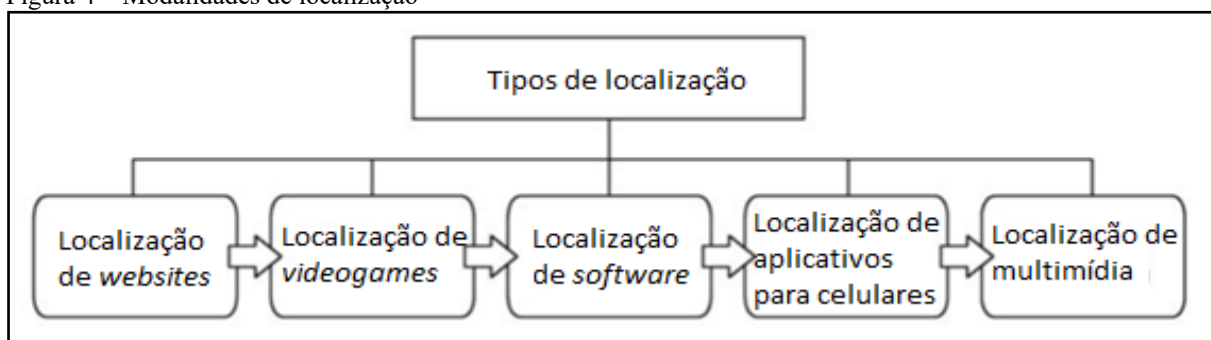 Figura 4 – Modalidades de localização
Tipos de localização
Localização
de websites
Localização de
videogames
Localização
de software
Localização de
aplicativos
para celulares
Localização de
multimídia